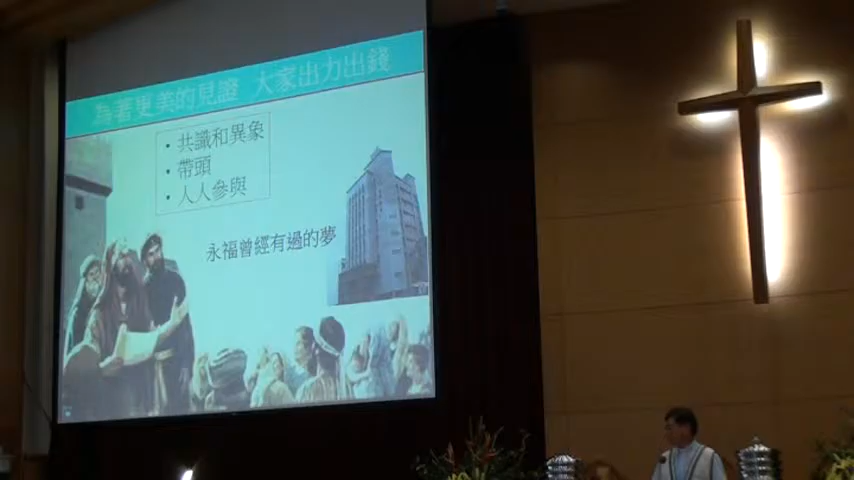 為著更美的見證 大家出力出錢
• 共識和異象
• 帶頭
• 人人參與
永福曾經有過的夢